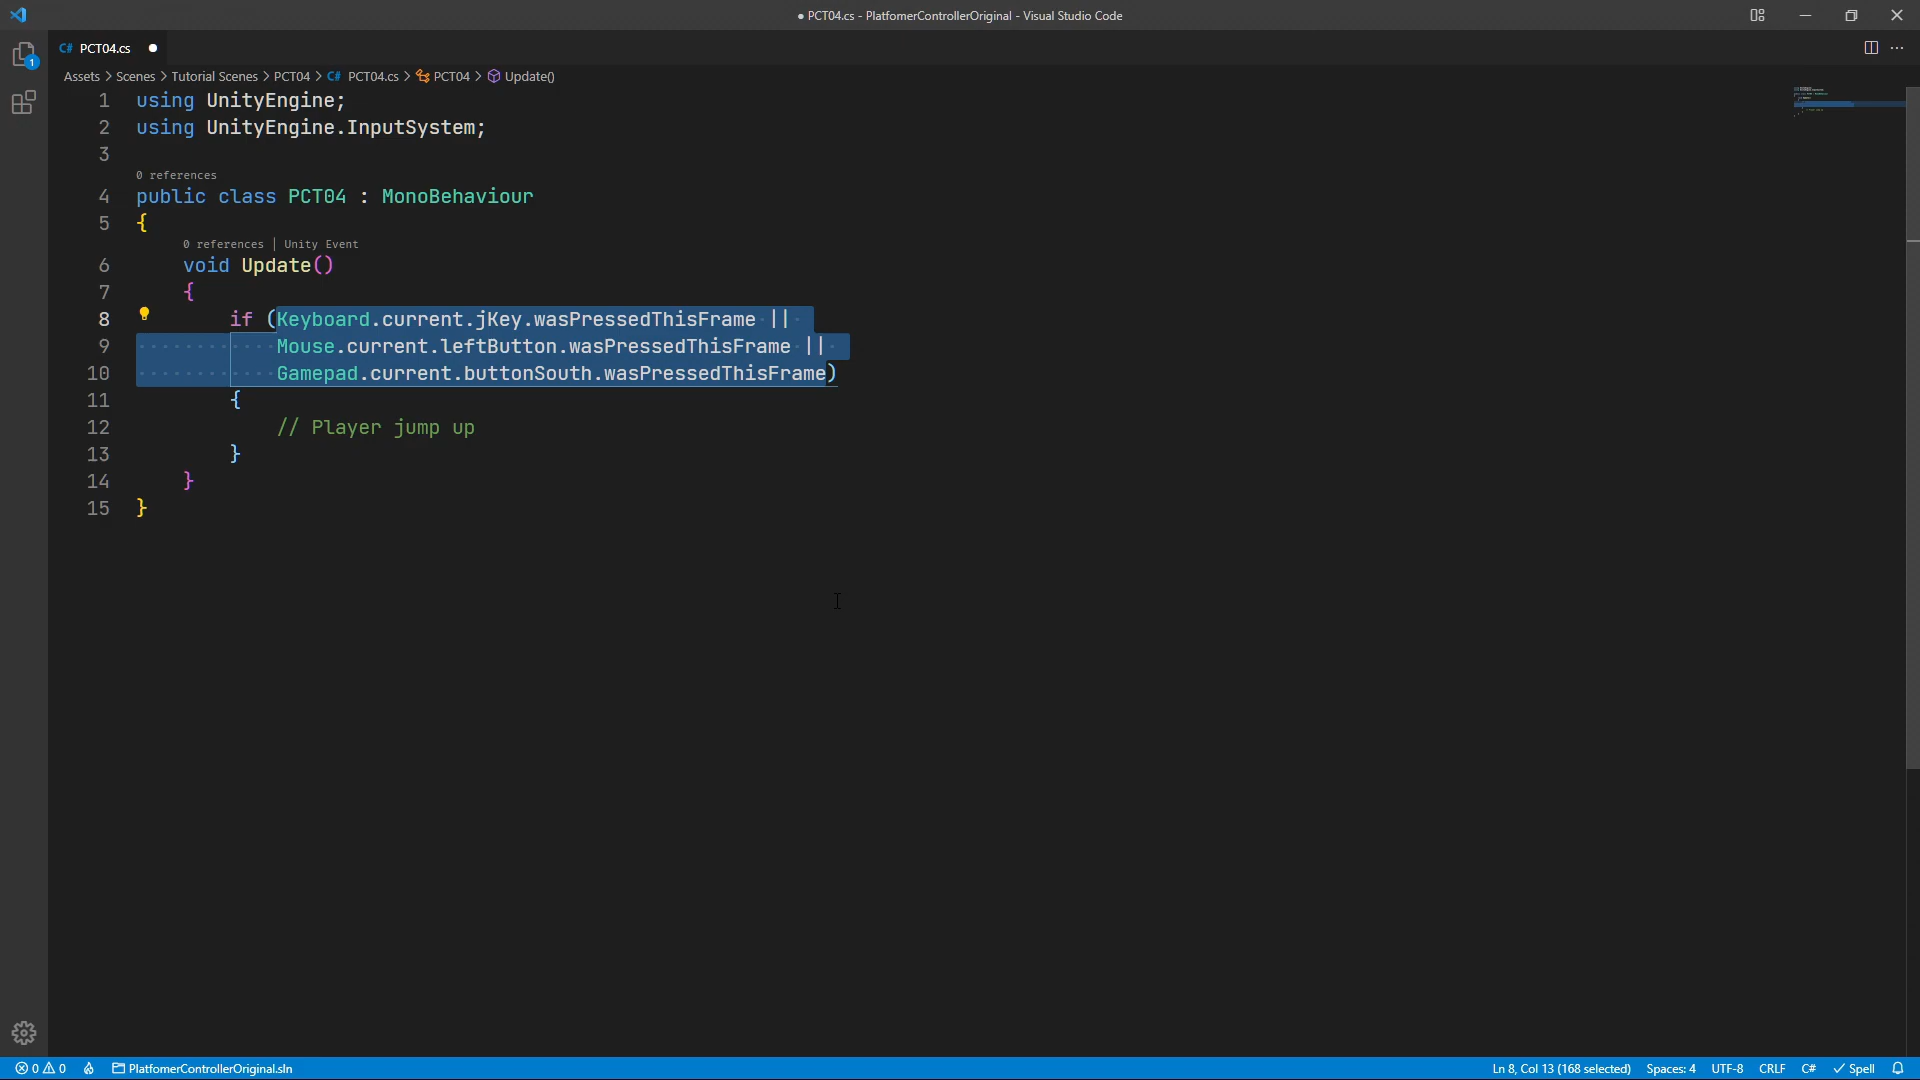 ● PCT04.cs - PlatfomerControllerOriginal - Visual Studio Code
C# PCT04.cs ●
1
Assets > Scenes > Tutorial Scenes > PCT04 > C# PCT04.cs > PCT04 > Update()
1 using UnityEngine;
2 using UnityEngine.InputSystem;
3
0 references
4 public class PCT04 : MonoBehaviour
5 {
0 references | Unity Event
6 void Update()
7 {
8 if (Keyboard.current.jKey.wasPressedThisFrame ||
9 Mouse.current.leftButton.wasPressedThisFrame ||
10 Gamepad.current.buttonSouth.wasPressedThisFrame)
11 {
12 // Player jump up
13 }
14 }
15 }
0 0 PlatfomerControllerOriginal.sln Ln 8, Col 13 (168 selected) Spaces: 4 UTF-8 CRLF C# Spell